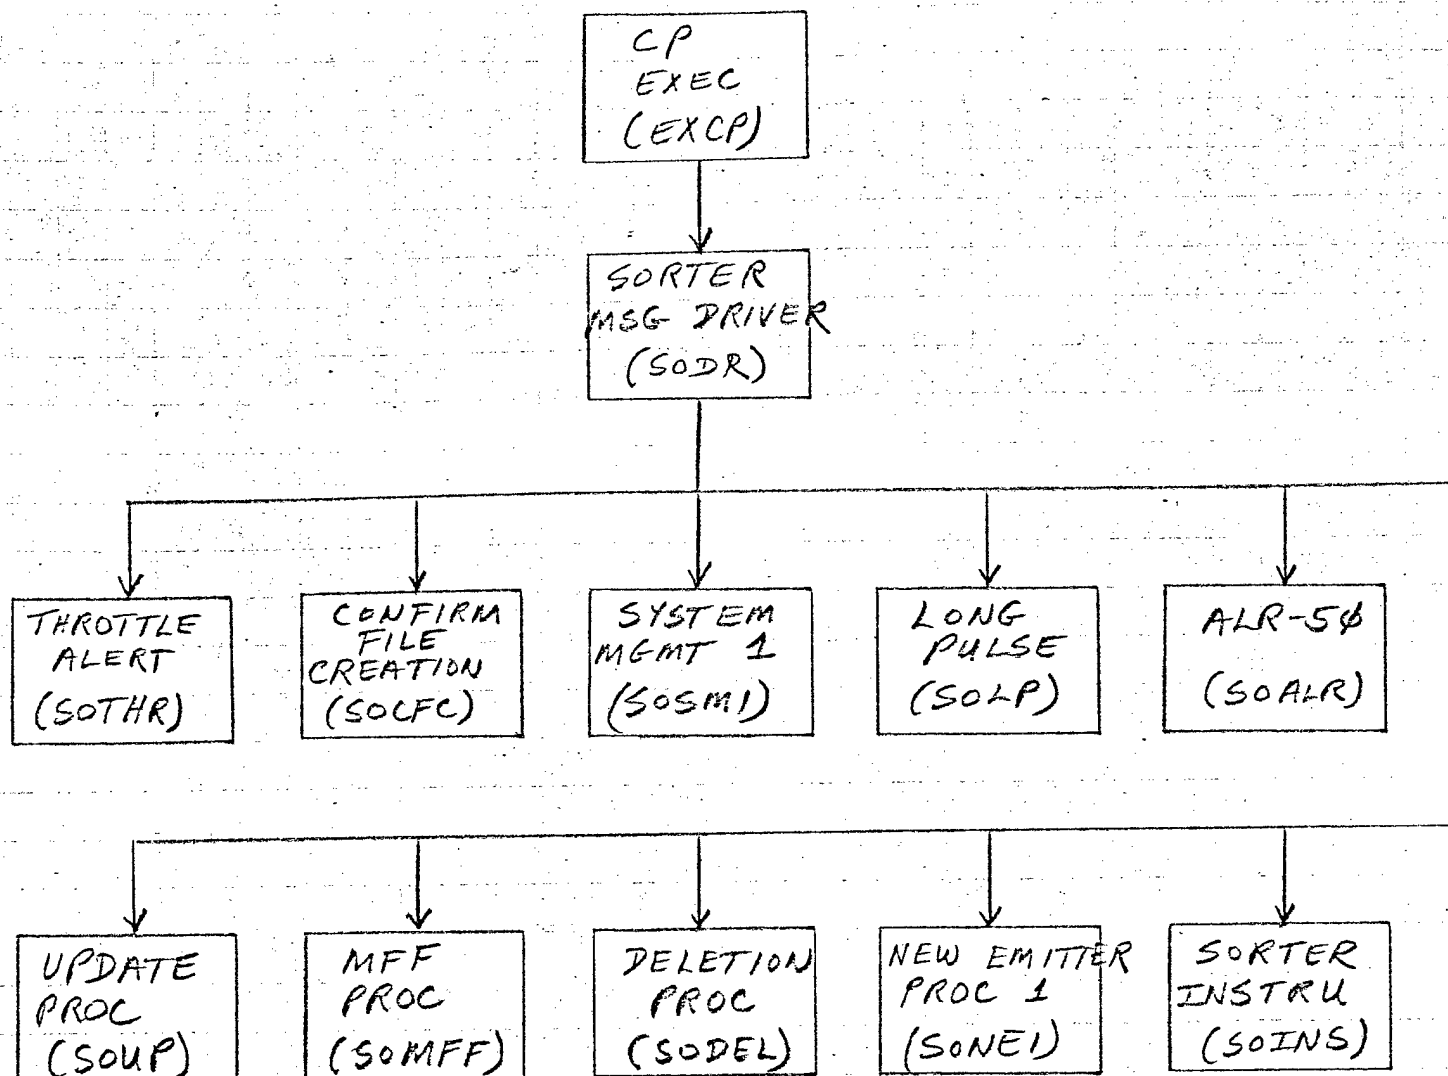 CP
EXEC
(EXCP)
SORTER
MSG DRIVER
(SODR)
THROTTLE
ALERT
(SOTHR)
CONFIRM
FILE
CREATION
(SOCFC)
SYSTEM
MGMT 1
(SOSM1)
LONG
PULSE
(SOLP)
ALR-5Ø
(SOALR)
UPDATE
PROC
(SOUP)
MFF
PROC
(SOMFF)
DELETION
PROC
(SODEL)
NEW EMITTER
PROC 1
(SONE1)
SORTER
INSTRU
(SOINS)